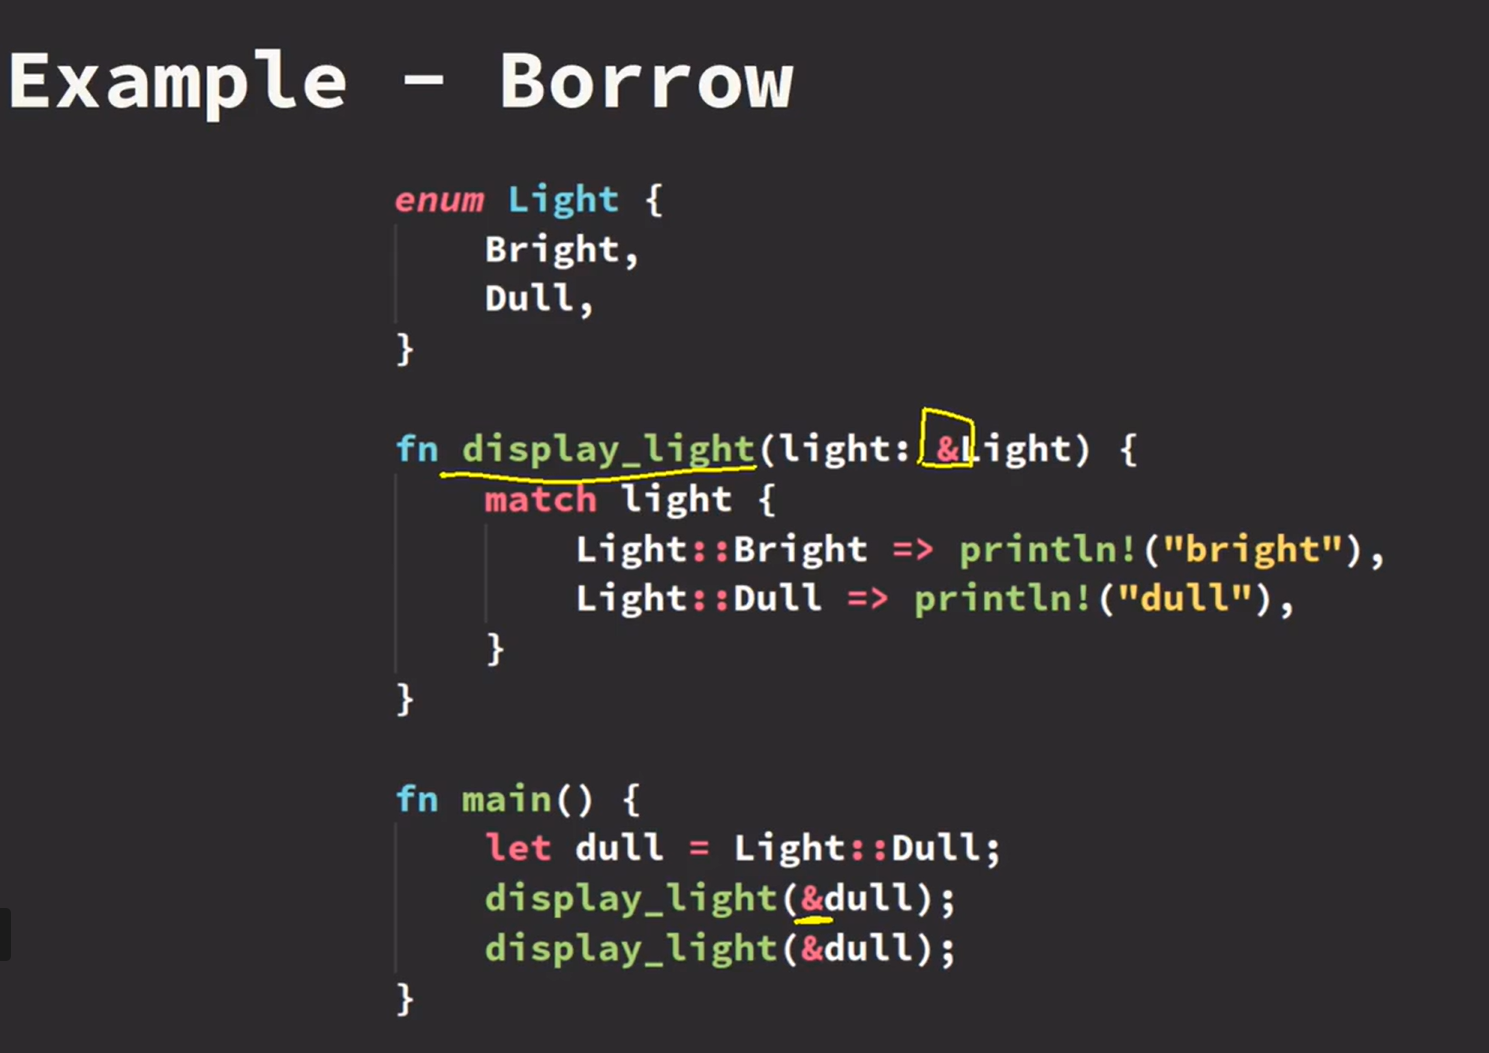 Example - Borrow
enum Light {
    Bright,
    Dull,
}
fn display_light(light: &Light) {
    match light {
        Light::Bright => println!("bright"),
        Light::Dull => println!("dull"),
    }
}
fn main() {
    let dull = Light::Dull;
    display_light(&dull);
    display_light(&dull);
}